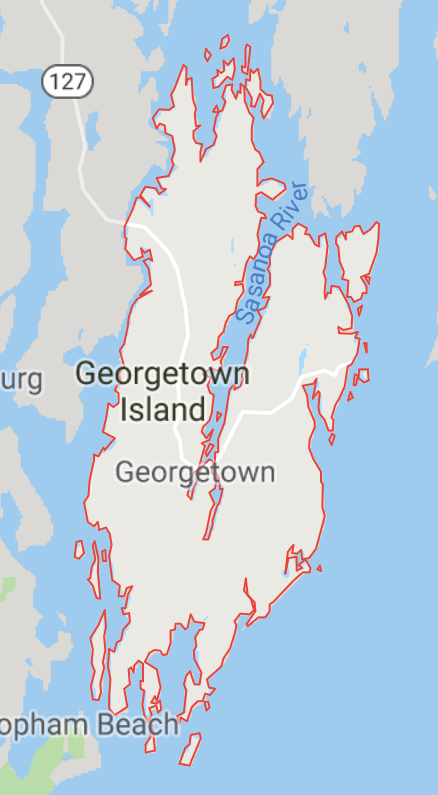 127
Sasanoa River
urg
Georgetown
Island
Georgetown
opham Beach